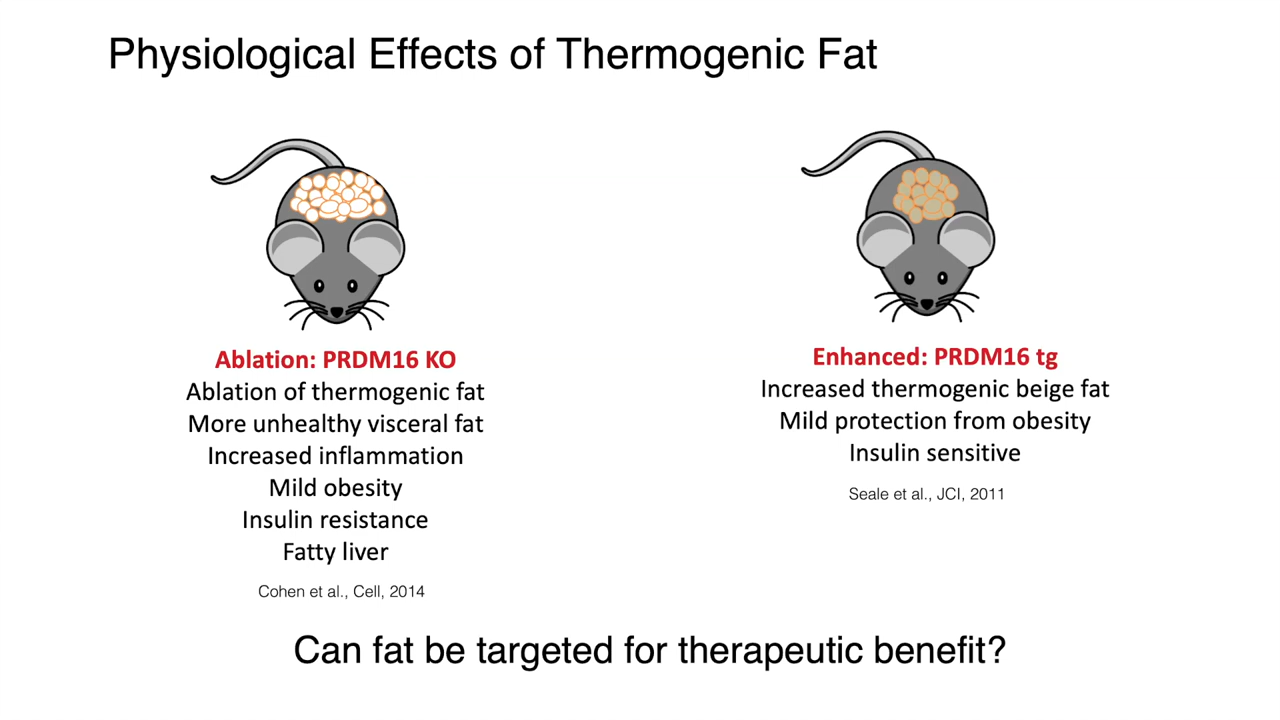 Physiological Effects of Thermogenic Fat
Ablation: PRDM16 KO
Ablation of thermogenic fat
More unhealthy visceral fat
Increased inflammation
Mild obesity
Insulin resistance
Fatty liver
Cohen et al., Cell, 2014
Enhanced: PRDM16 tg
Increased thermogenic beige fat
Mild protection from obesity
Insulin sensitive
Seale et al., JCI, 2011
Can fat be targeted for therapeutic benefit?